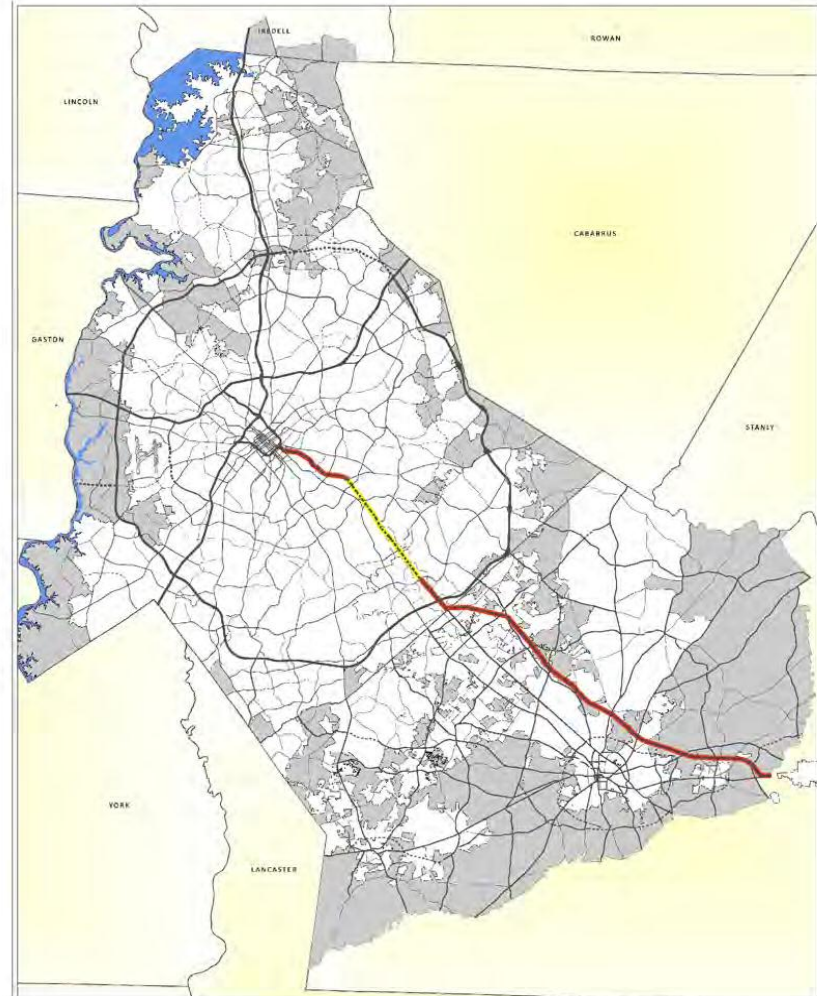 IREDELL
ROWAN
LINCOLN
CABARRUS
GASTON
STANLY
YORK
LANCASTER